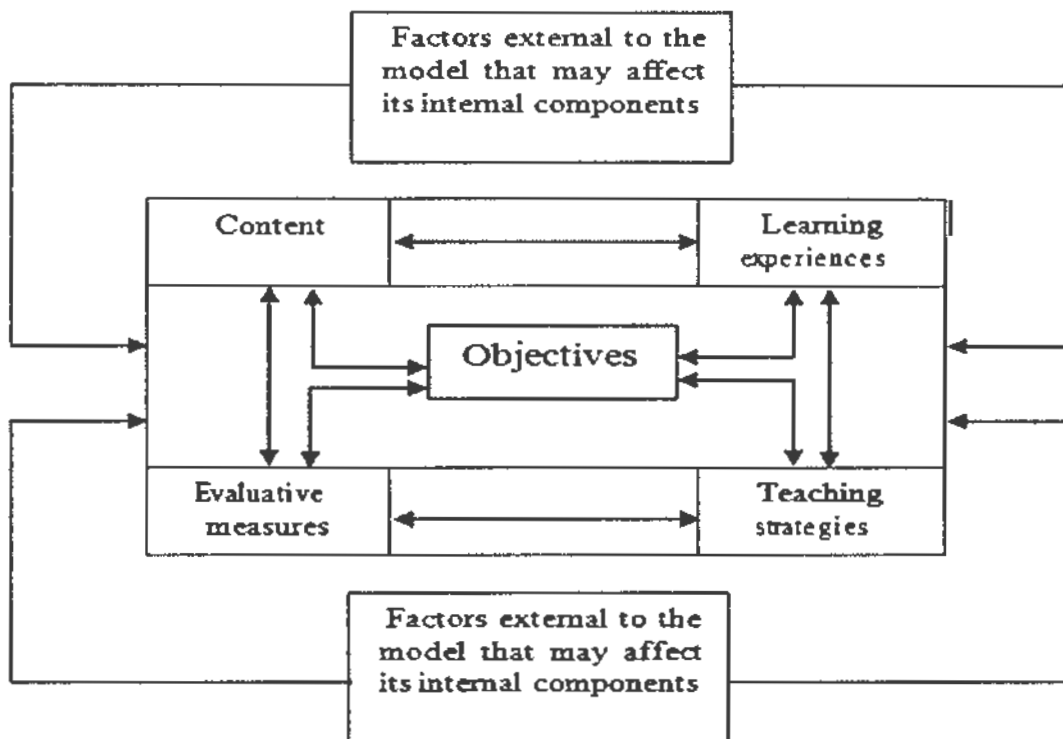 Factors external to the
model that may affect
its internal components
Content
Learning
experiences
Objectives
Evaluative
measures
Teaching
strategies
Factors external to the
model that may affect
its internal components